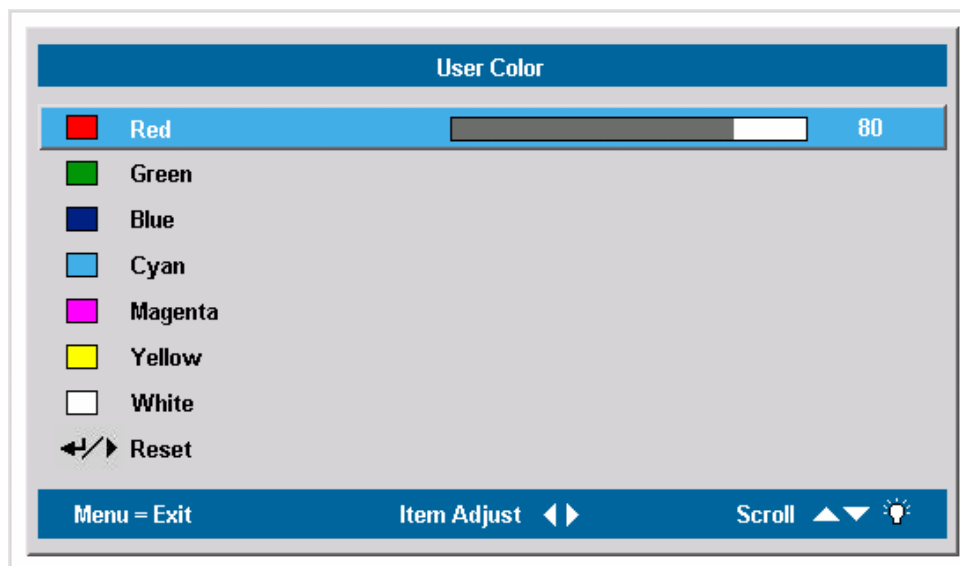 User Color
Red 80
Green
Blue
Cyan
Magenta
Yellow
White
Reset
Menu = Exit Item Adjust Scroll